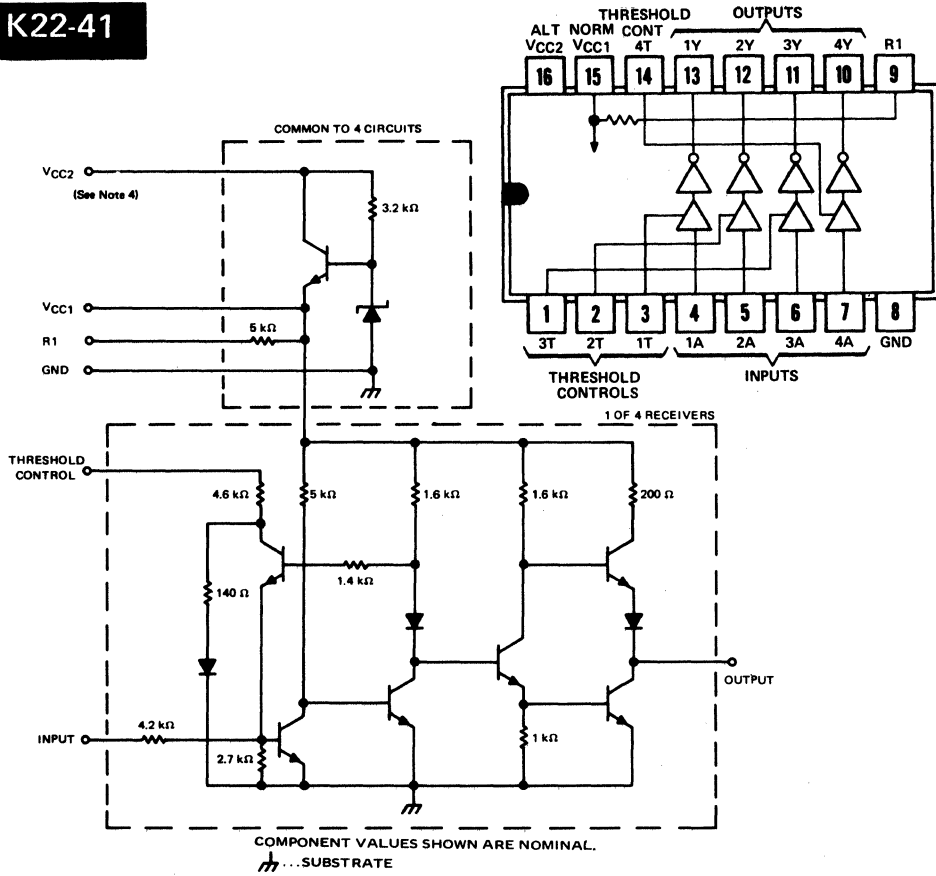 K22-41
THRESHOLD OUTPUTS
ALT NORM CONT
VCC2 VCC1 4T 1Y 2Y 3Y 4Y R1
16 15 14 13 12 11 10 9
1 2 3 4 5 6 7 8
3T 2T 1T 1A 2A 3A 4A GND
THRESHOLD
CONTROLS
INPUTS
COMMON TO 4 CIRCUITS
VCC2
(See Note 4)
3.2 kΩ
VCC1
5 kΩ
R1
GND
1 OF 4 RECEIVERS
THRESHOLD
CONTROL
4.6 kΩ
5 kΩ
1.6 kΩ
1.6 kΩ
200 Ω
1.4 kΩ
140 Ω
OUTPUT
4.2 kΩ
INPUT
2.7 kΩ
1 kΩ
COMPONENT VALUES SHOWN ARE NOMINAL.
...SUBSTRATE